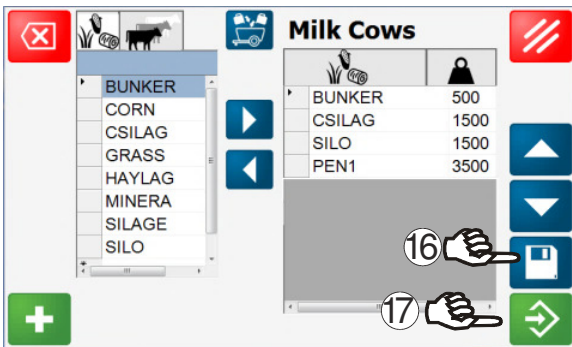 Milk Cows
BUNKER
CORN
CSILAG
GRASS
HAYLAG
MINERA
SILAGE
SILO
BUNKER 500
CSILAG 1500
SILO 1500
PEN1 3500
16
17